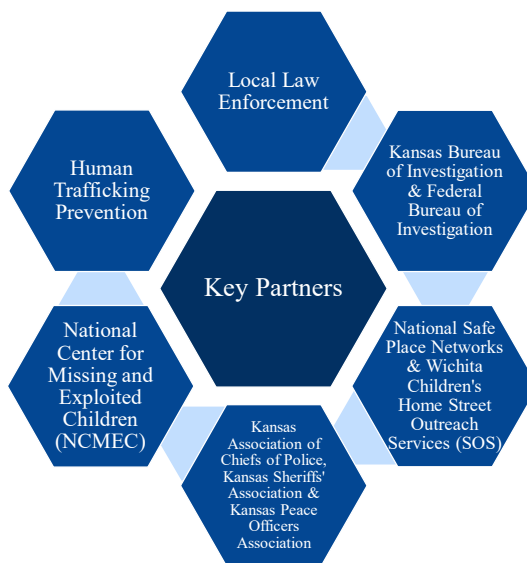 Local Law
Enforcement
Kansas Bureau
of Investigation
& Federal
Bureau of
Investigation
National Safe
Place Networks
& Wichita
Children's
Home Street
Outreach
Services (SOS)
Kansas
Association of
Chiefs of Police,
Kansas Sheriffs'
Association &
Kansas Peace
Officers
Association
National
Center for
Missing and
Exploited
Children
(NCMEC)
Human
Trafficking
Prevention
Key Partners